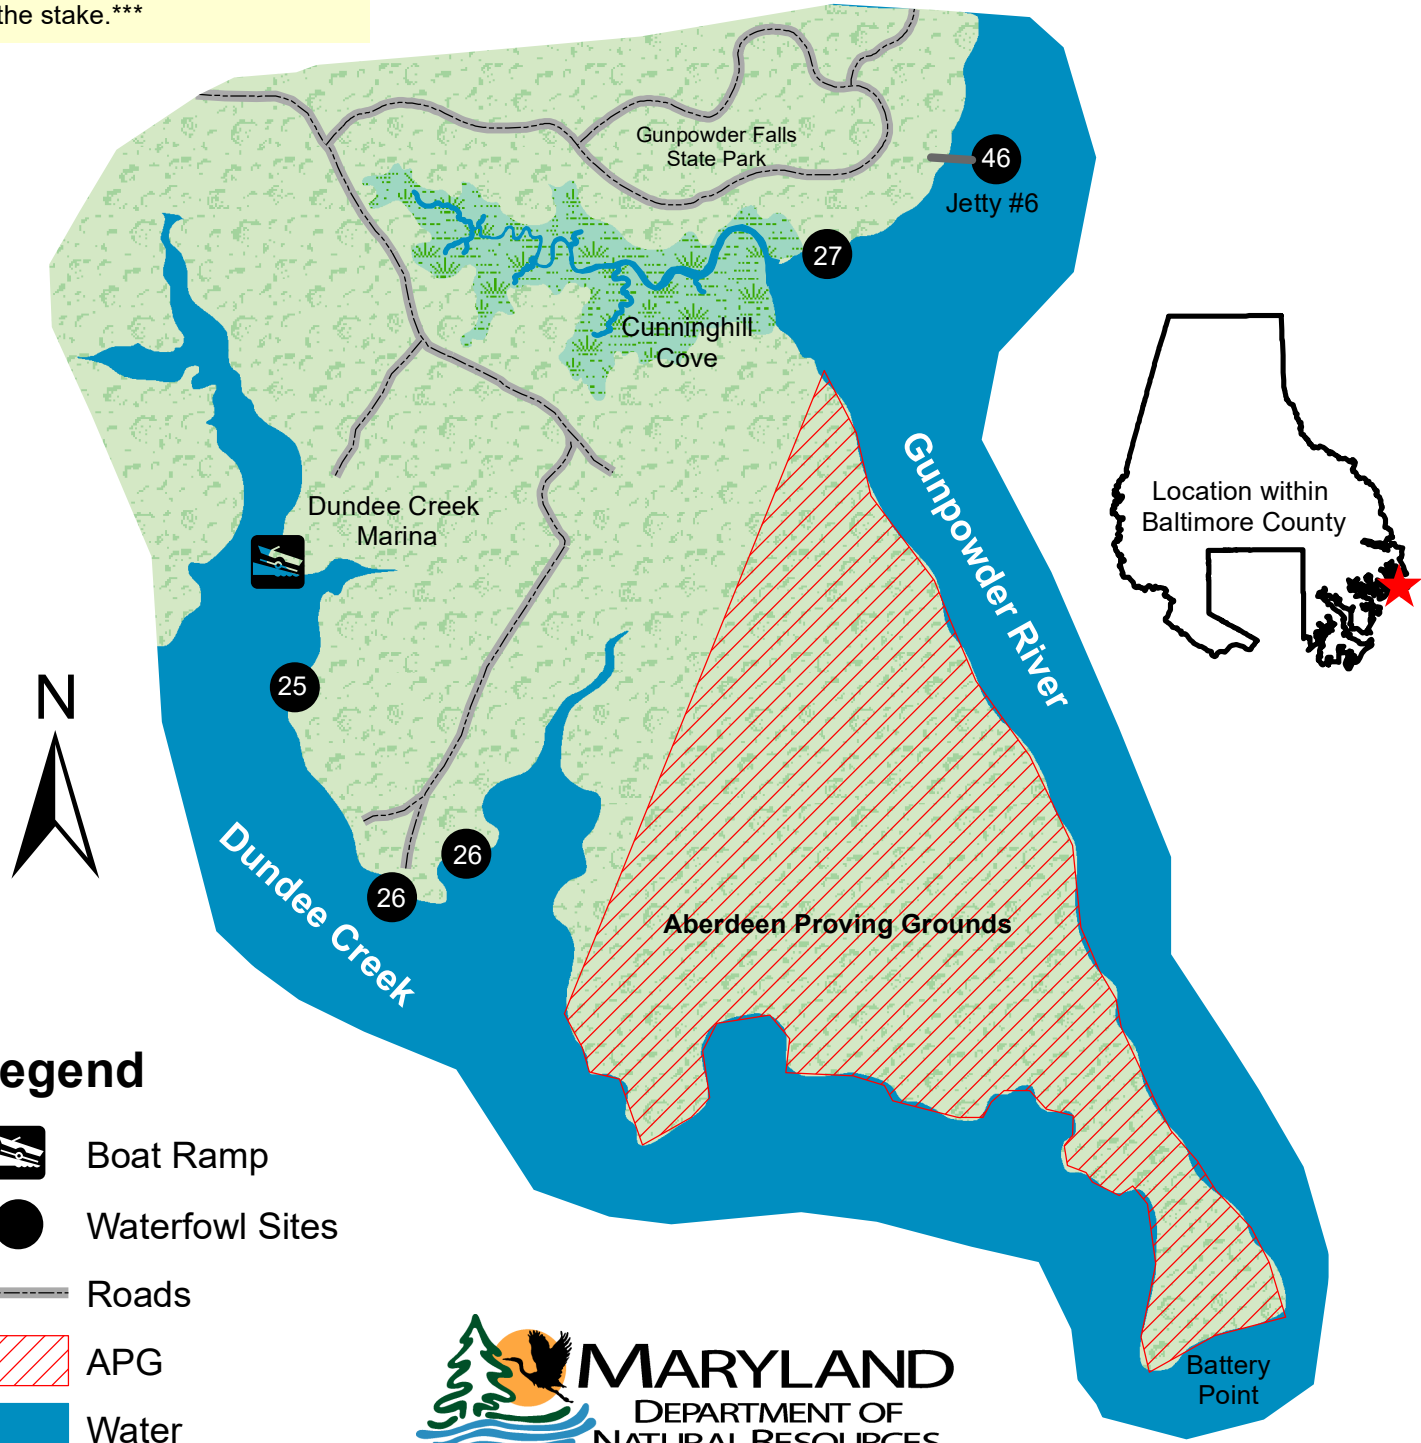 the stake.***
Gunpowder Falls
State Park
46
Jetty #6
27
Cunninghill
Cove
Location within
Baltimore County
Dundee Creek
Marina
Gunpowder River
N
25
26
26
Dundee Creek
Aberdeen Proving Grounds
egend
Boat Ramp
Waterfowl Sites
Roads
APG
Water
Battery
Point
MARYLAND
DEPARTMENT OF
NATURAL RESOURCES